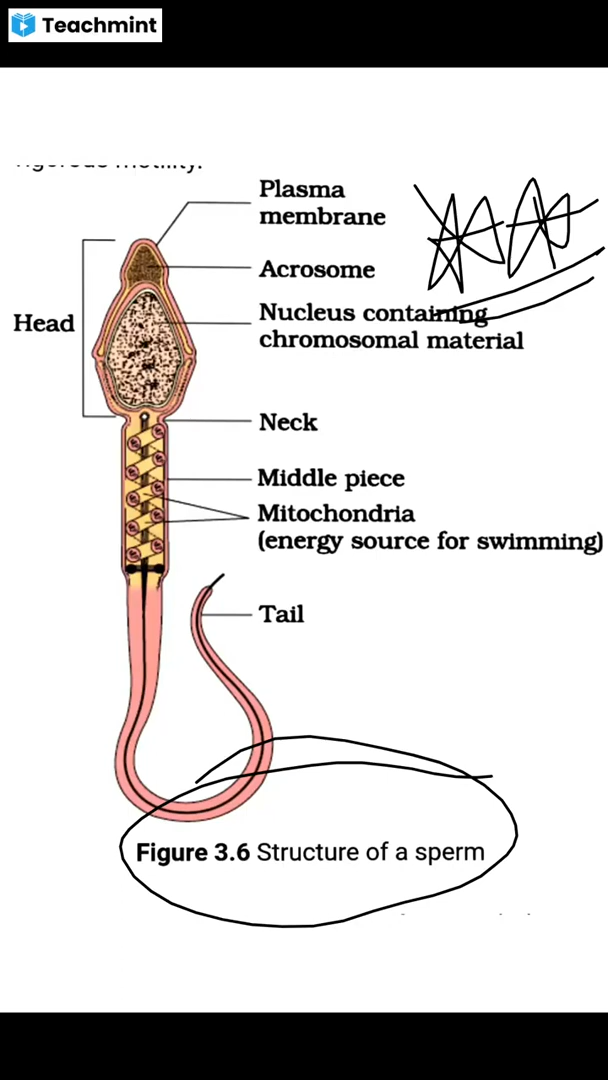 Teachmint
Plasma
membrane
Acrosome
Head
Nucleus containing
chromosomal material
Neck
Middle piece
Mitochondria
(energy source for swimming)
Tail
Figure 3.6 Structure of a sperm